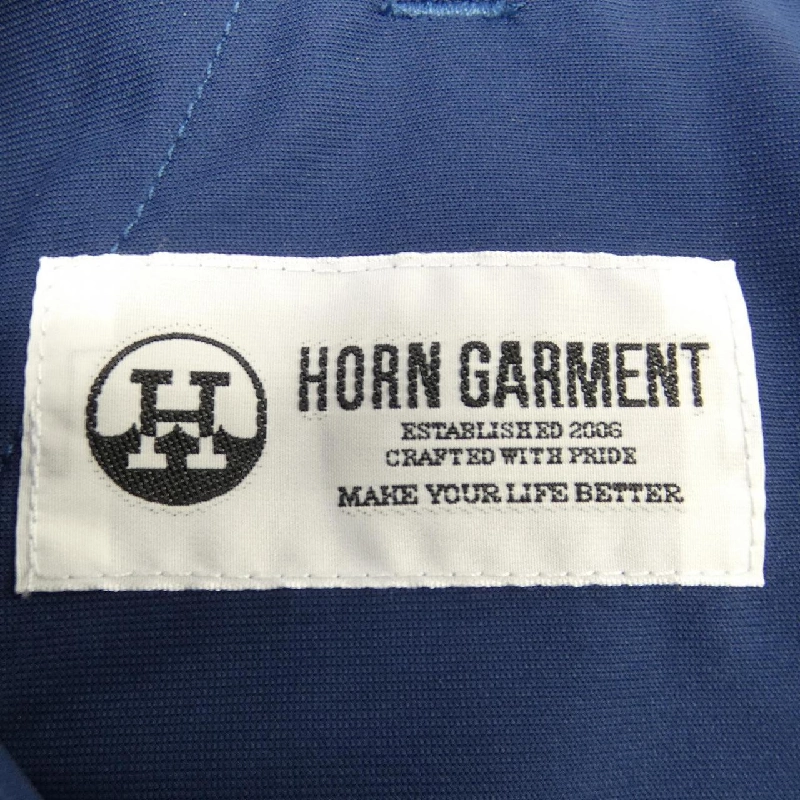 H
HORN GARMENT
ESTABLISHED 2006
CRAFTED WITH PRIDE
MAKE YOUR LIFE BETTER